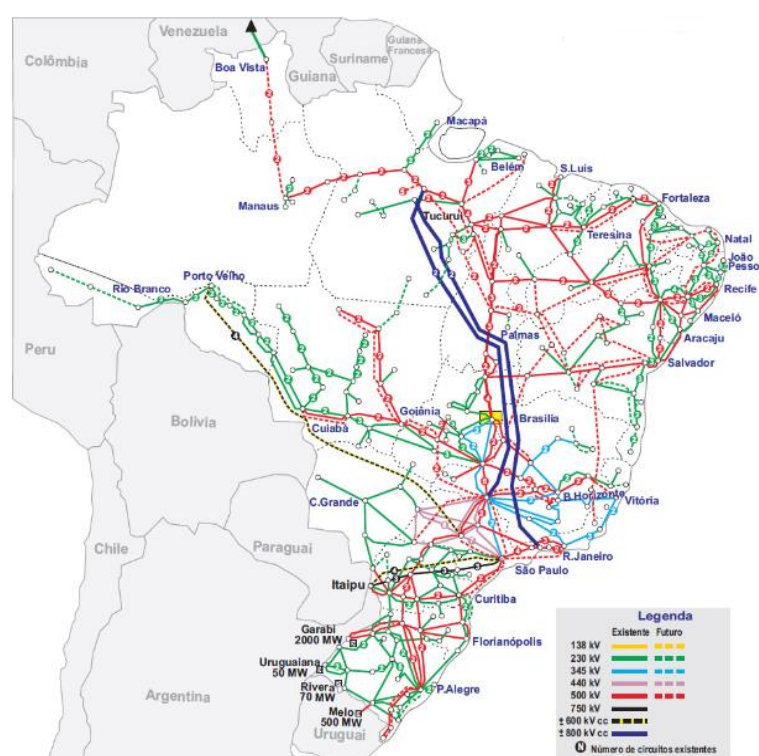 Venezuela
Guiana
Francesa
Suriname
Colômbia
Boa Vista
Guiana
Macapá
Belém
S.Luis
Manaus
Fortaleza
Tucuruí
Teresina
Natal
João
Pesso
Porto Velho
Rio Branco
Recife
Maceió
Palmas
Aracaju
Peru
Salvador
Bolivia
Goiânia
Brasília
Cuiabá
C.Grande
B.Horizonte
Vitória
Chile
Paraguai
R.Janeiro
São Paulo
Itaipu
Curitiba
Garabi
2000 MW
Florianópolis
Uruguaiana
50 MW
Rivera
70 MW
P.Alegre
Melo
500 MW
Argentina
Uruguai
Legenda
Existente Futuro
138 kV
230 kV
345 kV
440 kV
500 kV
750 kV
±600 kV cc
±800 kV cc
N Número de circuitos existentes